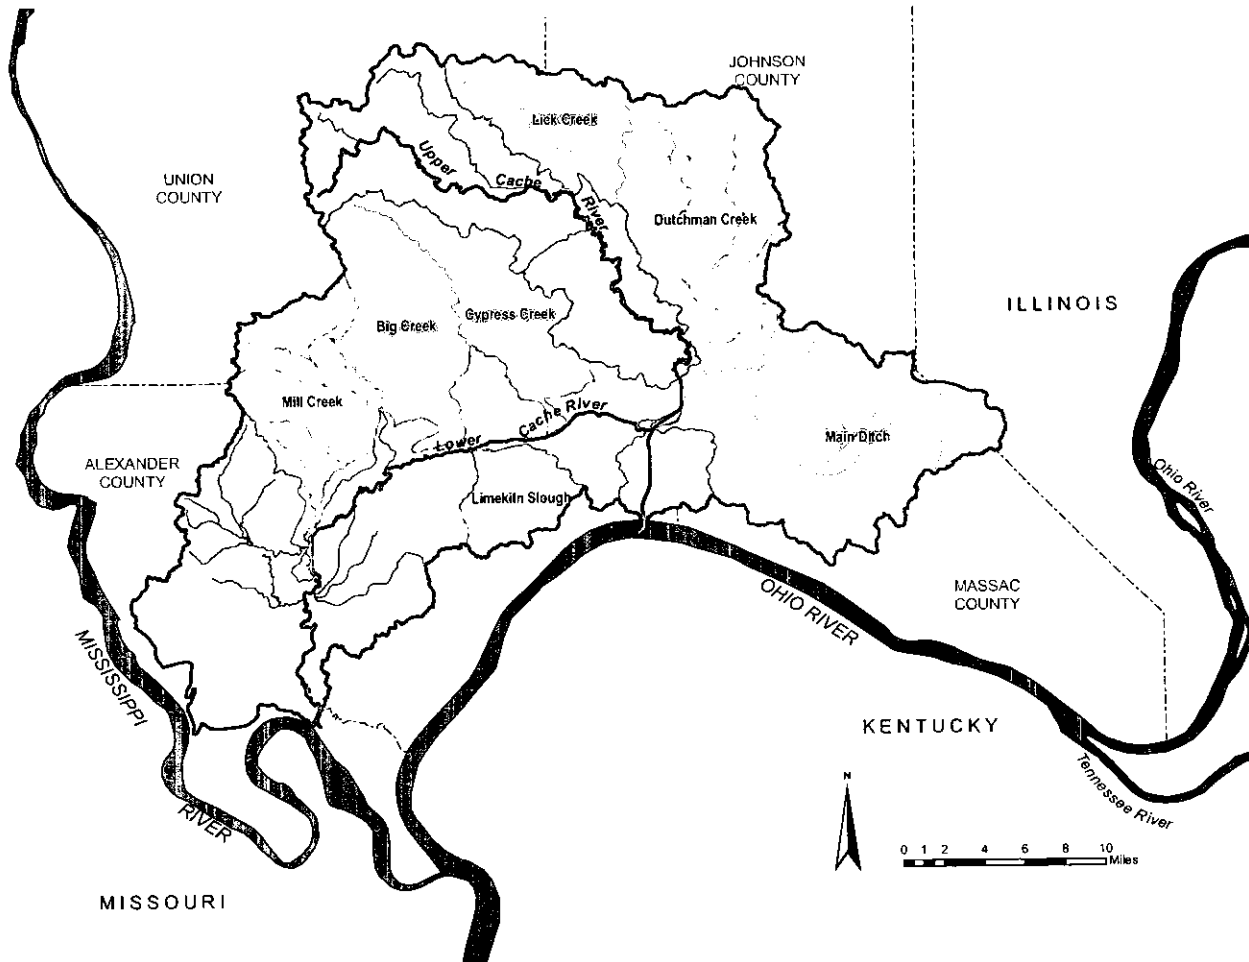 JOHNSON
COUNTY
Lick Creek
Upper
Cache
River
UNION
COUNTY
Dutchman Creek
ILLINOIS
Big Creek
Cypress Creek
Mill Creek
Lower
Cache River
Main Ditch
ALEXANDER
COUNTY
Limekiln Slough
Ohio River
MASSAC
COUNTY
OHIO RIVER
MISSISSIPPI
RIVER
KENTUCKY
Tennessee River
N
0 1 2 4 6 8 10
Miles
MISSOURI